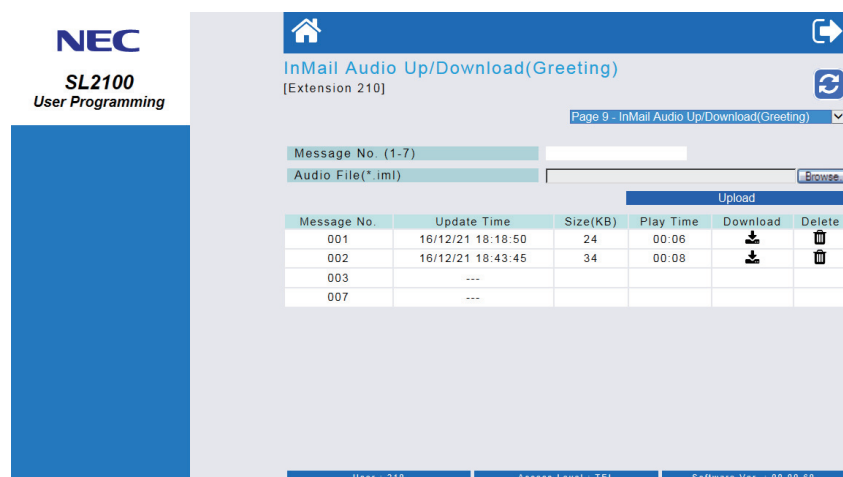 NEC
SL2100
User Programming
InMail Audio Up/Download(Greeting)
[Extension 210]
Page 9 - InMail Audio Up/Download(Greeting)
Message No. (1-7)
Audio File(*.iml)
Browse
Upload
Message No. Update Time Size(KB) Play Time Download Delete
001 16/12/21 18:18:50 24 00:06
002 16/12/21 18:43:45 34 00:08
003 ---
007 ---